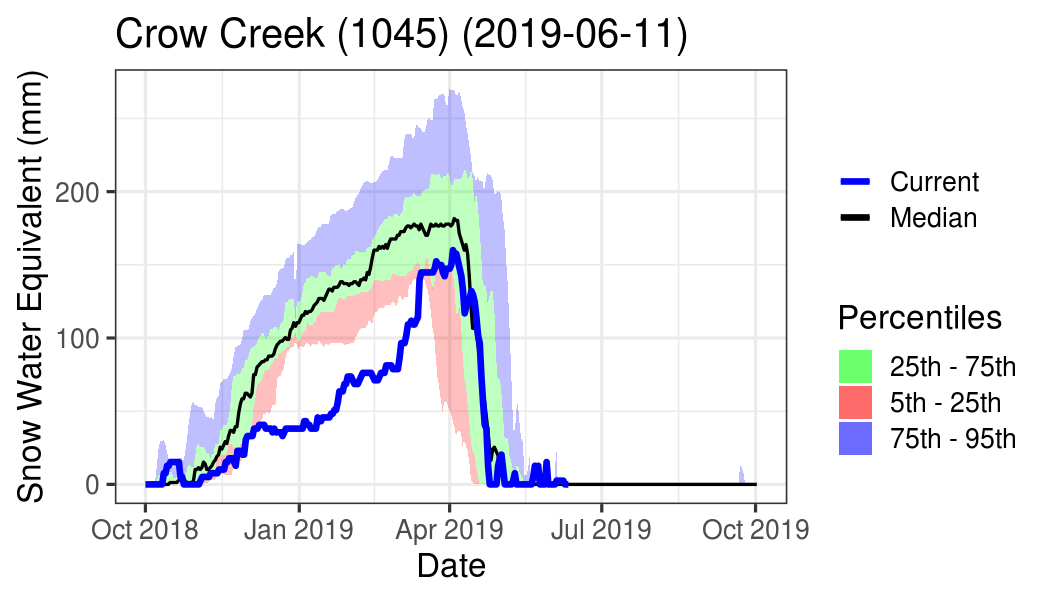 Crow Creek (1045) (2019-06-11)
Snow Water Equivalent (mm)
200
100
0
Oct 2018 Jan 2019 Apr 2019 Jul 2019 Oct 2019
Date
Current
Median
Percentiles
25th - 75th
5th - 25th
75th - 95th